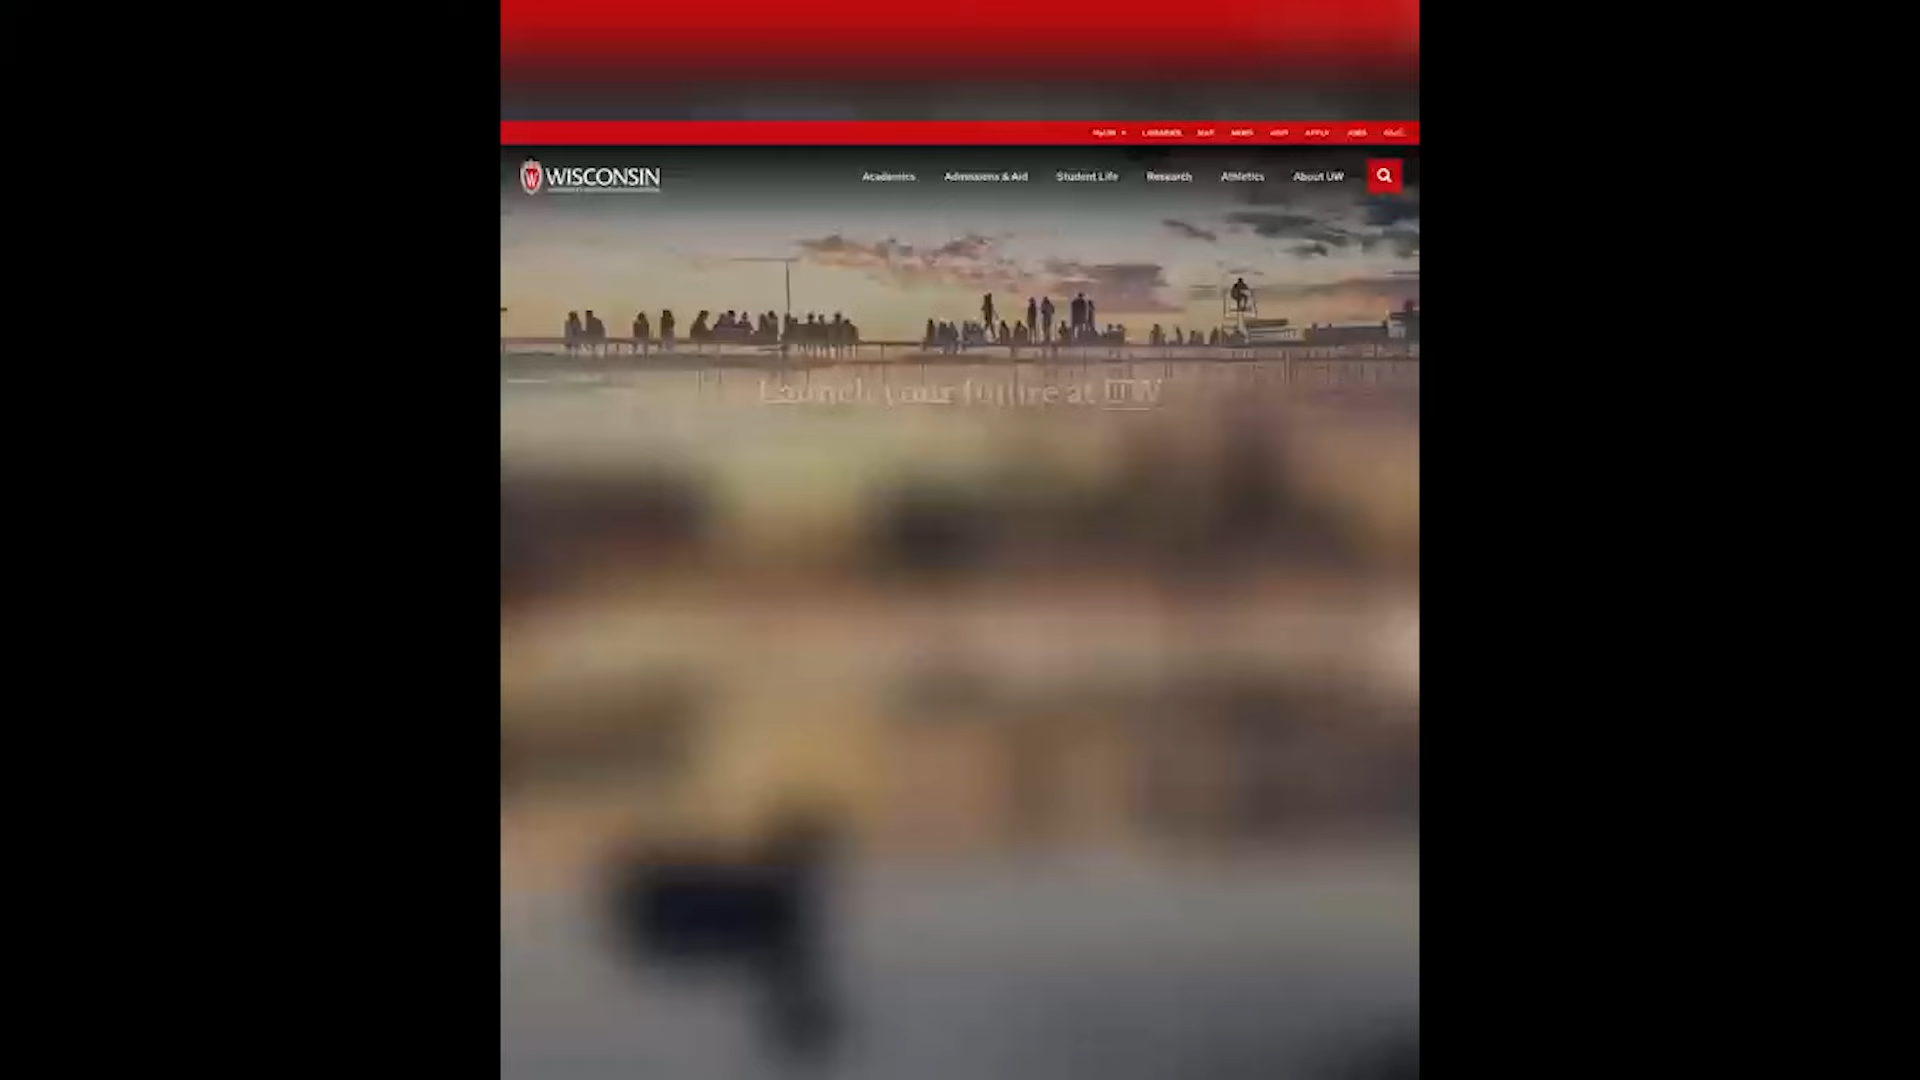 LIBRARIES MAP NEWS VISIT APPLY JOBS
WISCONSIN
Academics Admissions & Aid Student Life Research Athletics About UW
Launch your future at UW